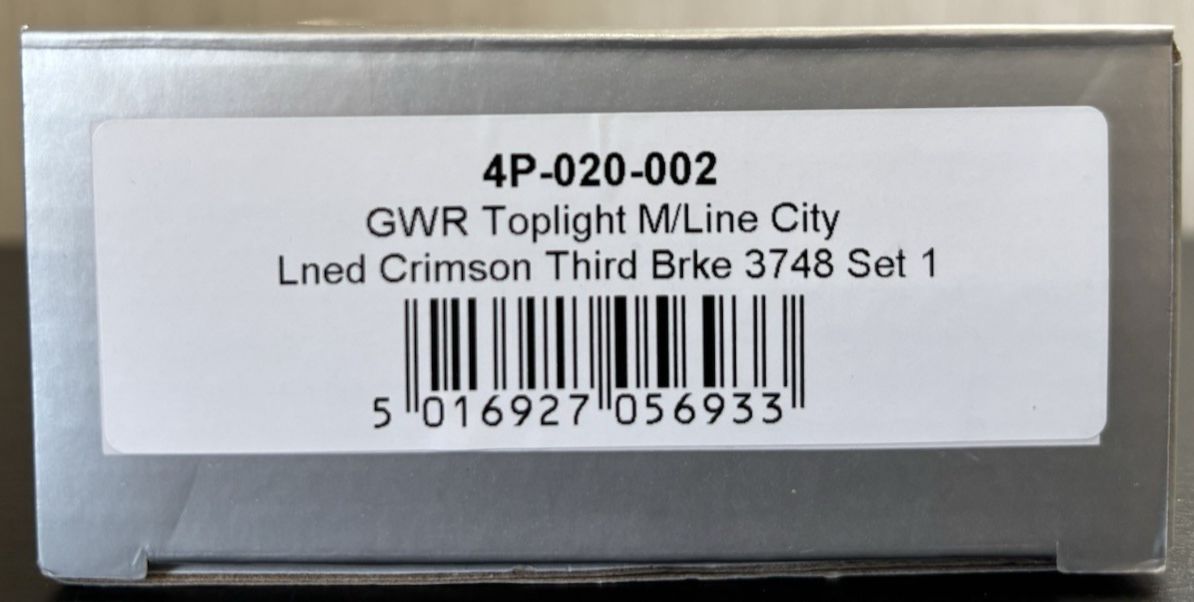 4P-020-002
GWR Toplight M/Line City
Lned Crimson Third Brke 3748 Set 1
5 016927 056933